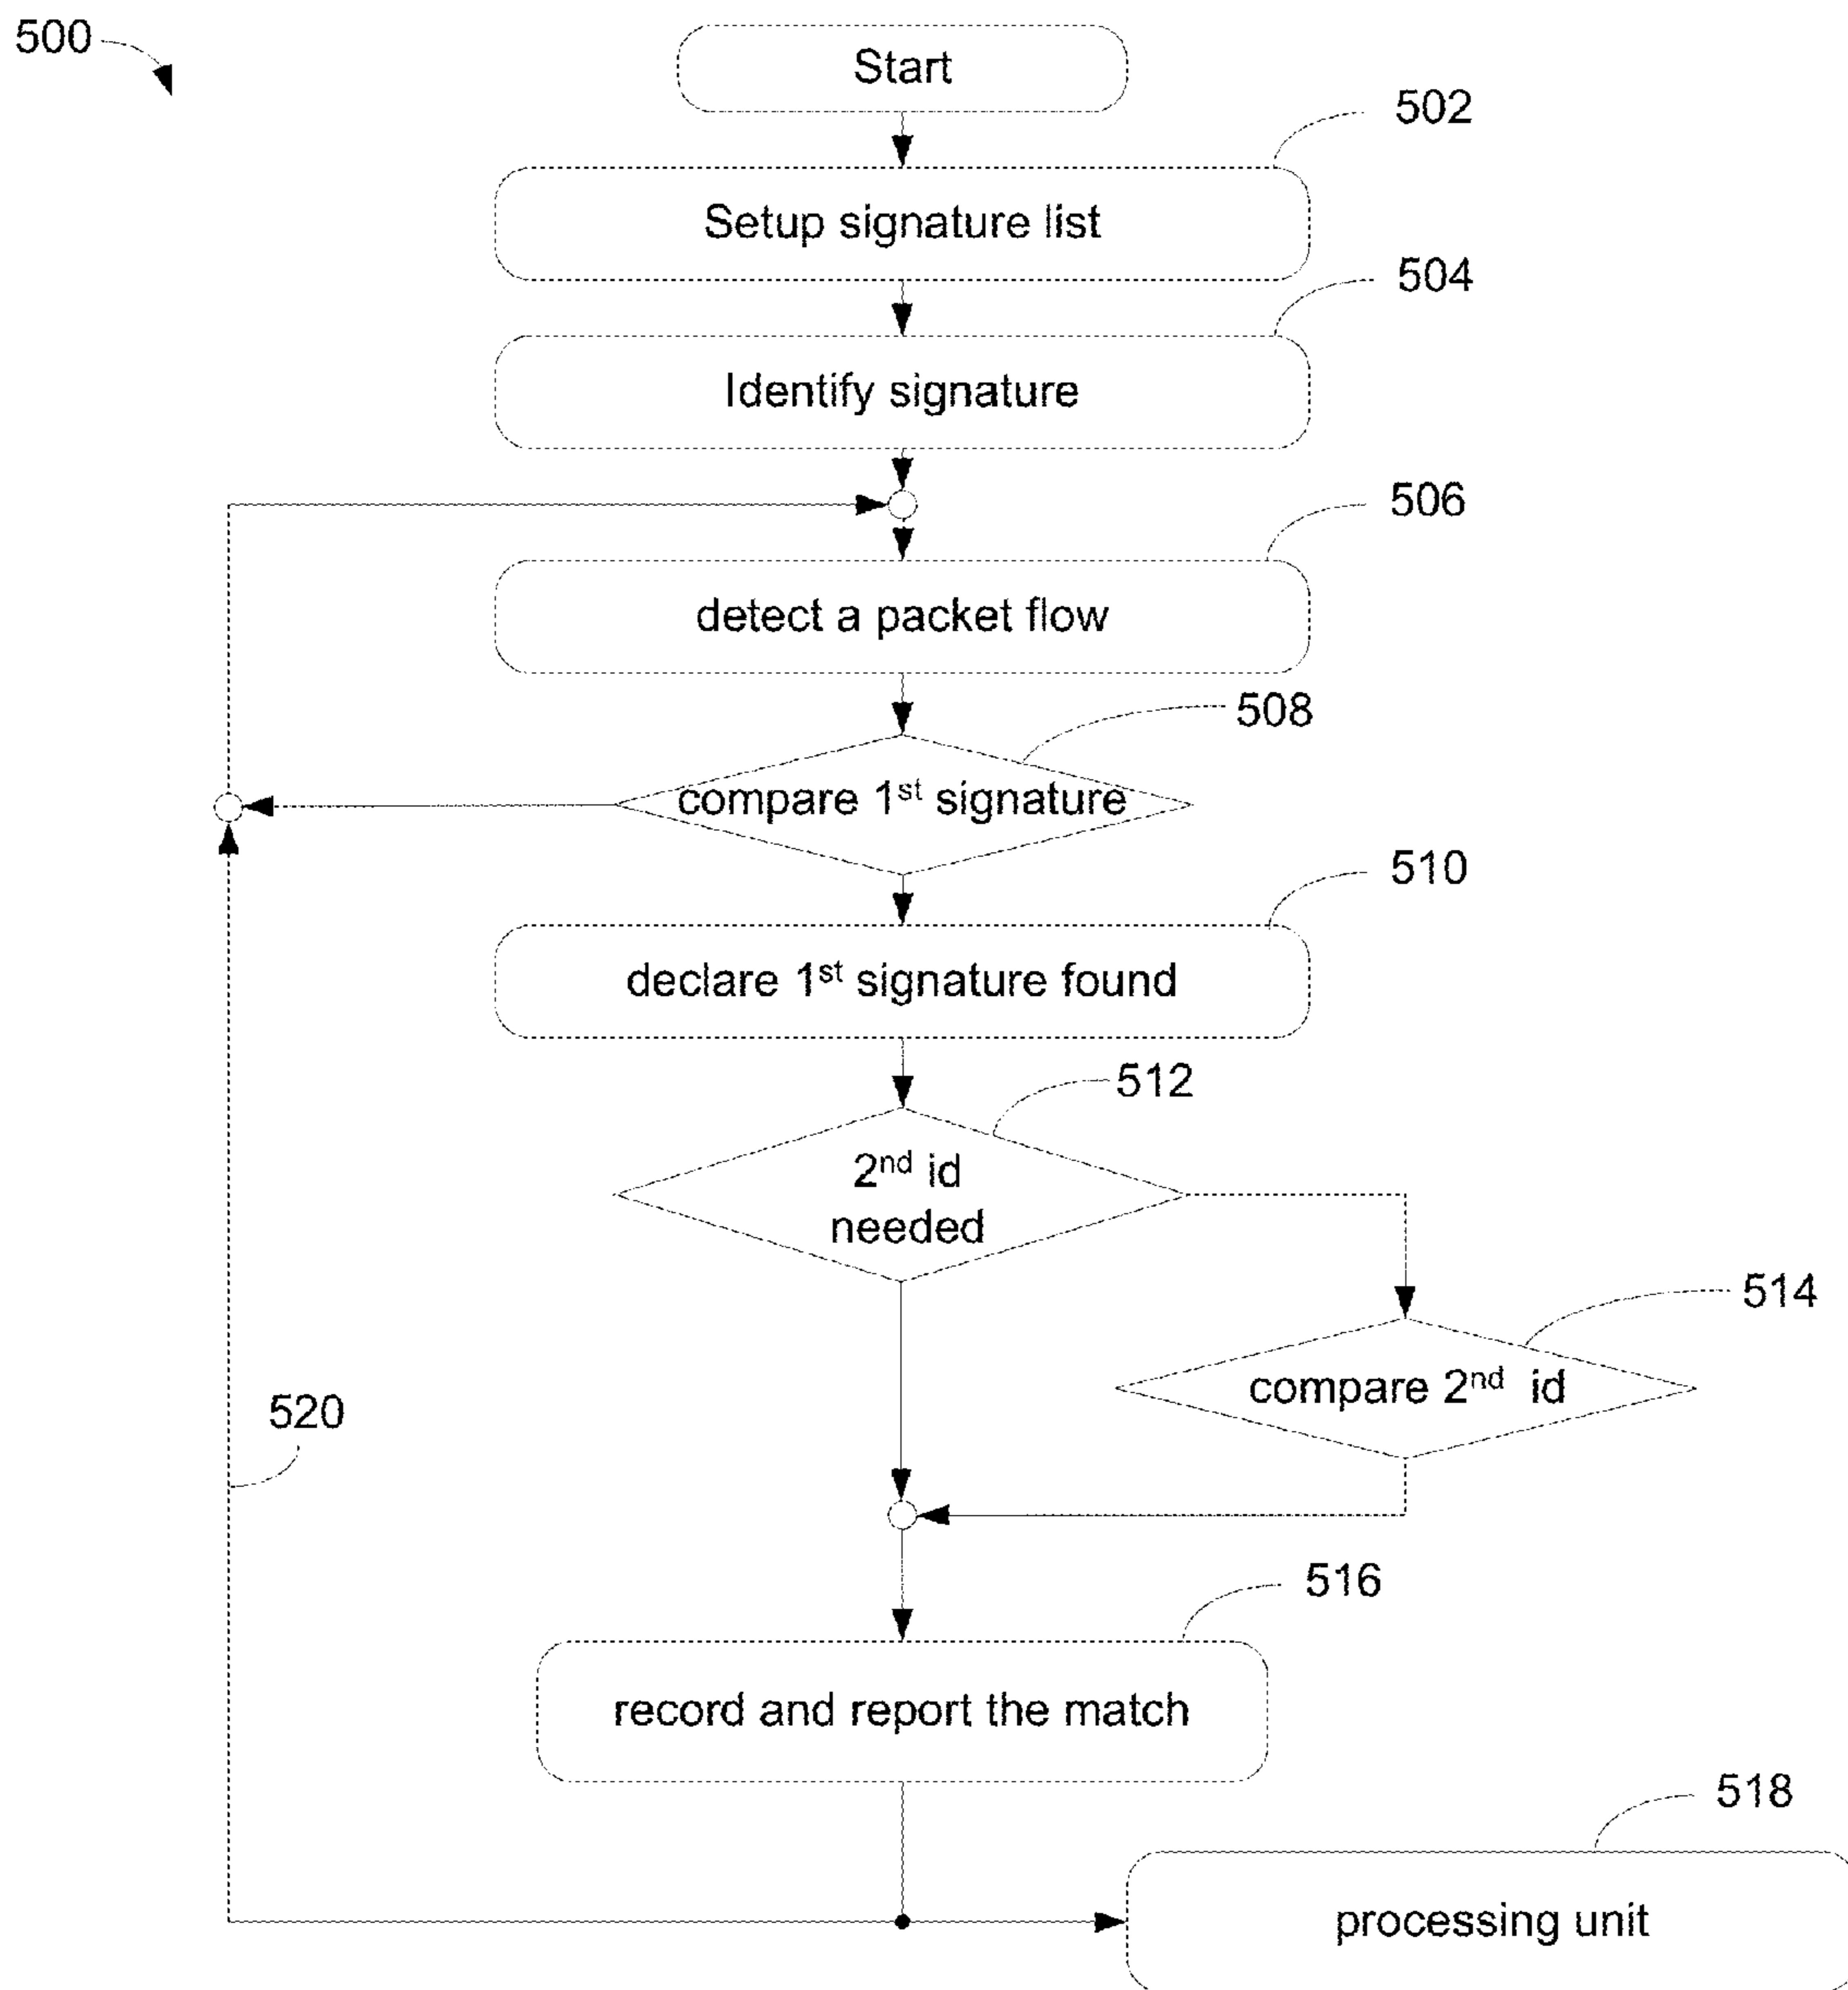 500
Start
502
Setup signature list
504
Identify signature
506
detect a packet flow
508
compare 1st signature
510
declare 1st signature found
512
2nd id
needed
514
compare 2nd id
520
516
record and report the match
518
processing unit